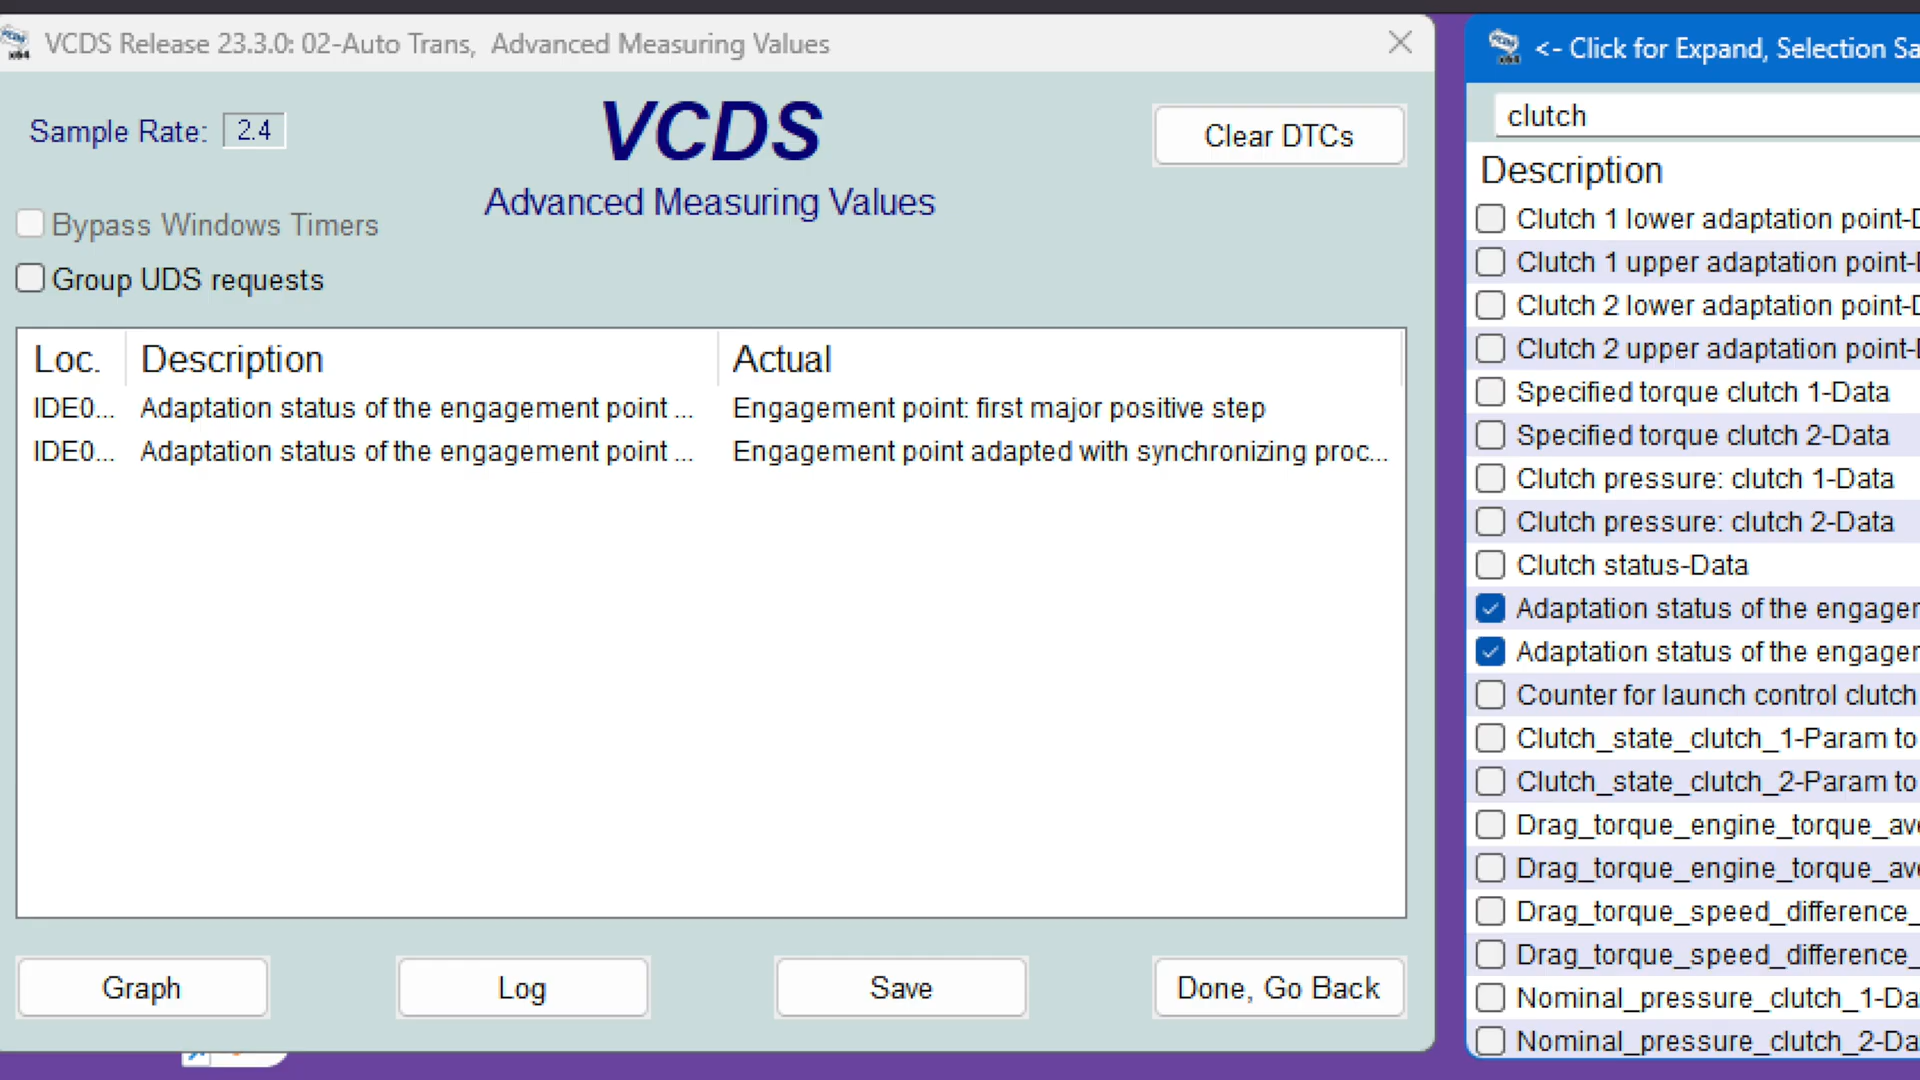 VCDS Release 23.3.0: 02-Auto Trans, Advanced Measuring Values
Sample Rate: 2.4
VCDS
Advanced Measuring Values
Clear DTCs
Bypass Windows Timers
Group UDS requests
Loc. Description Actual
IDE0... Adaptation status of the engagement point ... Engagement point: first major positive step
IDE0... Adaptation status of the engagement point ... Engagement point adapted with synchronizing proc...
Graph Log Save Done, Go Back
<- Click for Expand, Selection Sa
clutch
Description
Clutch 1 lower adaptation point-D
Clutch 1 upper adaptation point-D
Clutch 2 lower adaptation point-D
Clutch 2 upper adaptation point-D
Specified torque clutch 1-Data
Specified torque clutch 2-Data
Clutch pressure: clutch 1-Data
Clutch pressure: clutch 2-Data
Clutch status-Data
Adaptation status of the engager
Adaptation status of the engager
Counter for launch control clutch
Clutch_state_clutch_1-Param to
Clutch_state_clutch_2-Param to
Drag_torque_engine_torque_ave
Drag_torque_engine_torque_ave
Drag_torque_speed_difference_
Drag_torque_speed_difference_
Nominal_pressure_clutch_1-Da
Nominal_pressure_clutch_2-Da